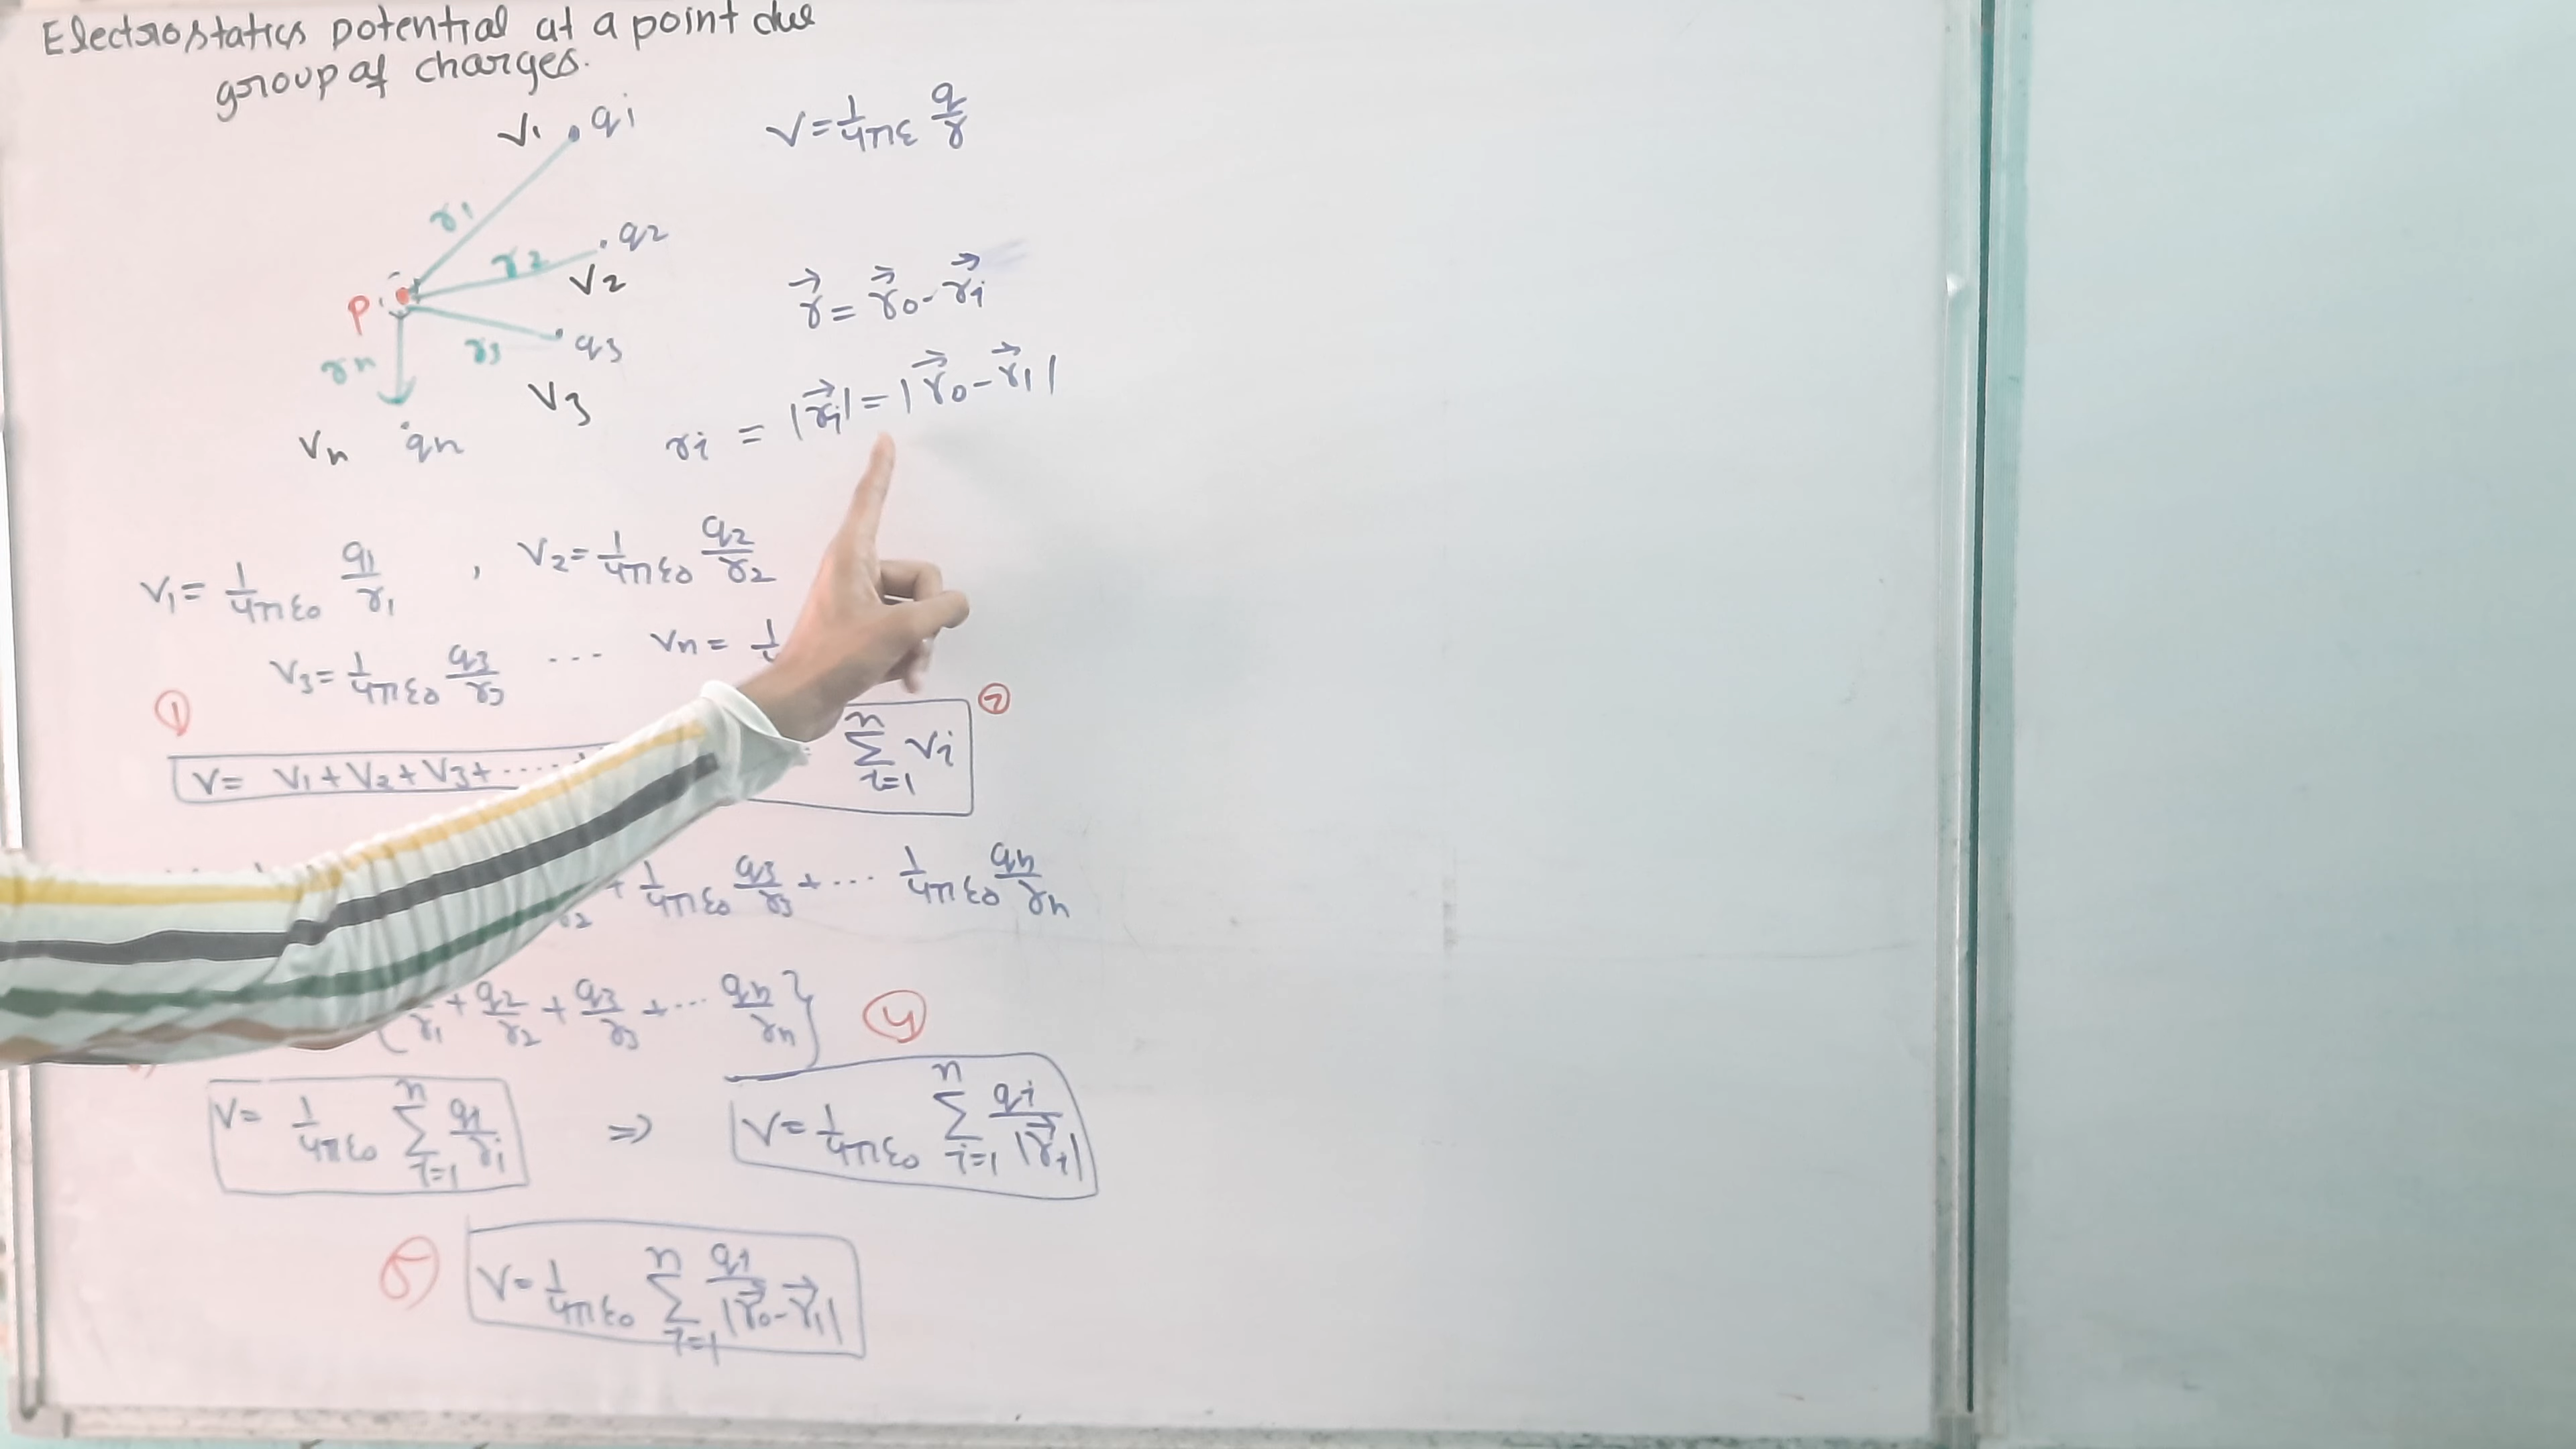 Electrostatics potential at a point due
group of charges.
V1 q1
V = 1/4πε q/r
r1
q2
r2
V2
r⃗ = r⃗0 - r⃗i
P
r3
q3
rn
V3
ri = |r⃗i| = |r⃗0 - r⃗1|
Vn qn
V1 = 1/4πε0 q1/r1 , V2 = 1/4πε0 q2/r2
V3 = 1/4πε0 q3/r3 ... Vn = 1
①
②
V = V1 + V2 + V3 + ..... n∑i=1 Vi
+ 1/4πε0 q3/r3 + ... 1/4πε0 qn/rn
r1 + q2/r2 + q3/r3 + ... qn/rn}
④
V = 1/4πε0 n∑i=1 qi/ri ⇒ V = 1/4πε0 n∑i=1 qi/|r⃗i|
⑤ V = 1/4πε0 n∑i=1 qi/|r⃗0 - r⃗1|